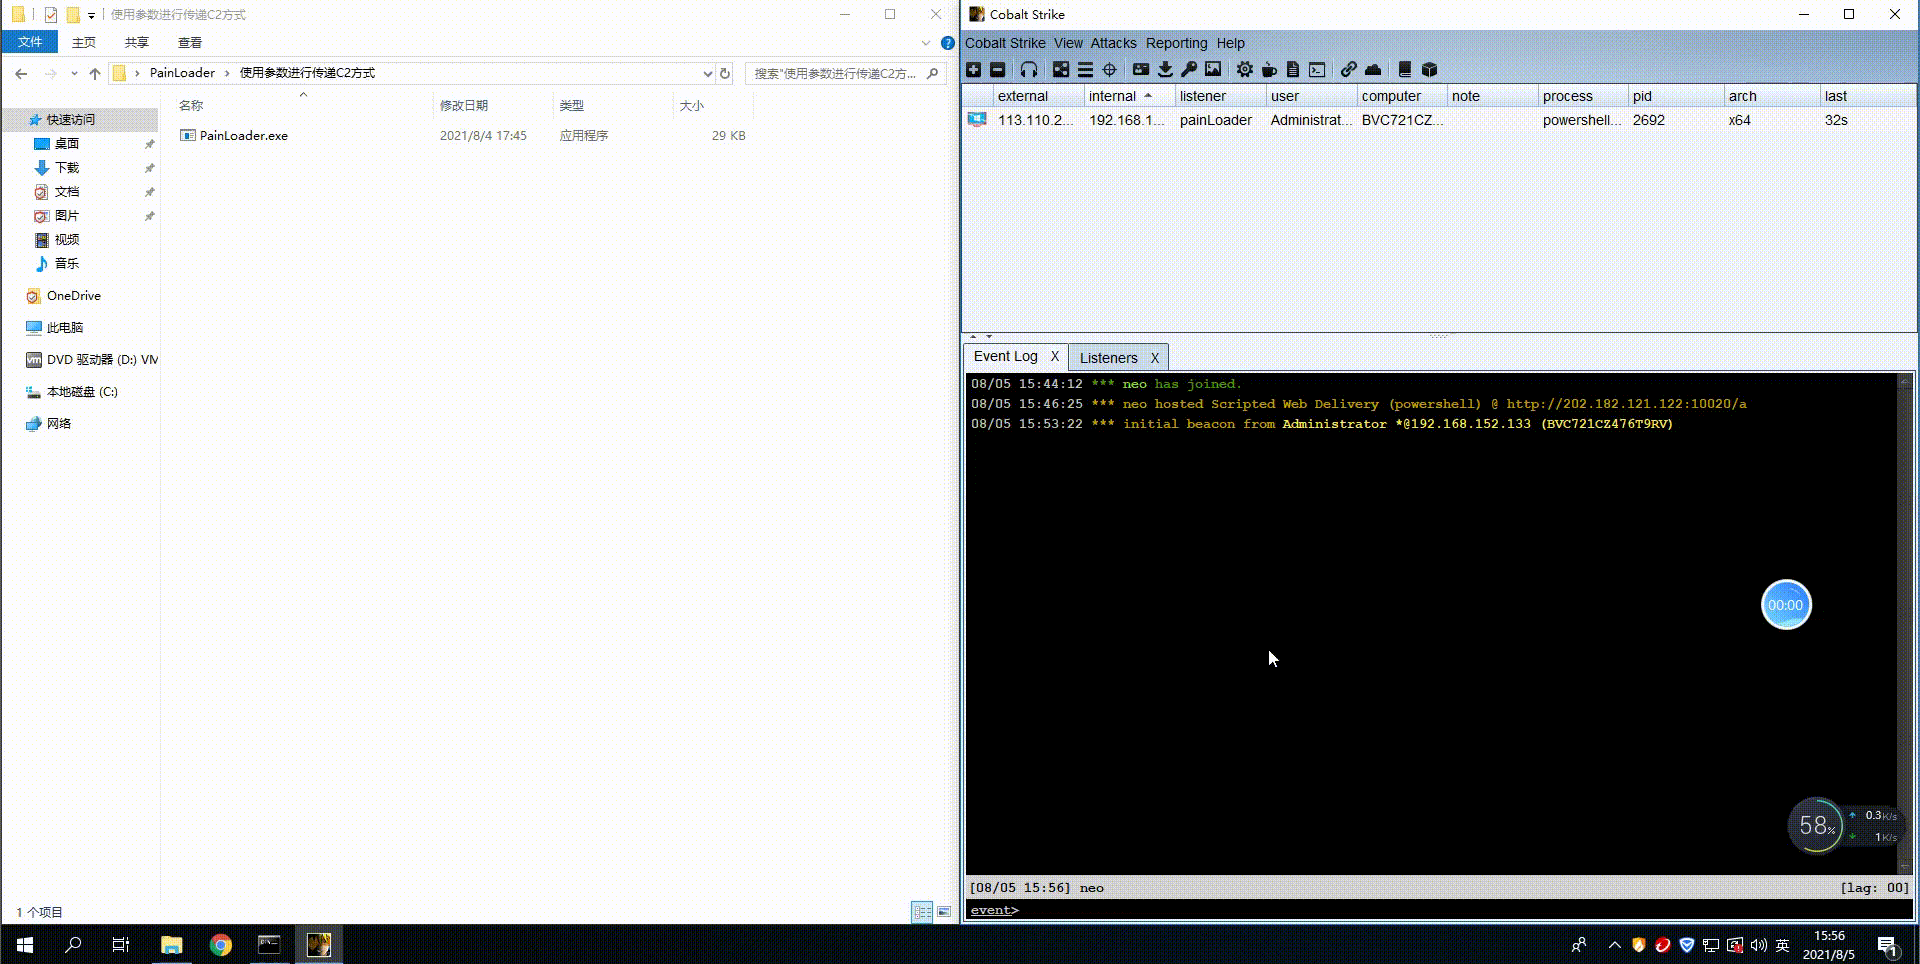 使用参数进行传递C2方式
文件 主页 共享 查看
PainLoader › 使用参数进行传递C2方式
搜索"使用参数进行传递C2方...
名称 修改日期 类型 大小
PainLoader.exe 2021/8/4 17:45 应用程序 29 KB
快速访问
桌面
下载
文档
图片
视频
音乐
OneDrive
此电脑
DVD 驱动器 (D:) VM
本地磁盘 (C:)
网络
1 个项目
Cobalt Strike
Cobalt Strike View Attacks Reporting Help
external internal listener user computer note process pid arch last
113.110.2... 192.168.1... painLoader Administrat... BVC721CZ... powershell... 2692 x64 32s
Event Log X Listeners X
08/05 15:44:12 *** neo has joined.
08/05 15:46:25 *** neo hosted Scripted Web Delivery (powershell) @ http://202.182.121.122:10020/a
08/05 15:53:22 *** initial beacon from Administrator *@192.168.152.133 (BVC721CZ476T9RV)
00:00
58%
0.3K/s
1K/s
[08/05 15:56] neo [lag: 00]
event>
英
15:56
2021/8/5
1